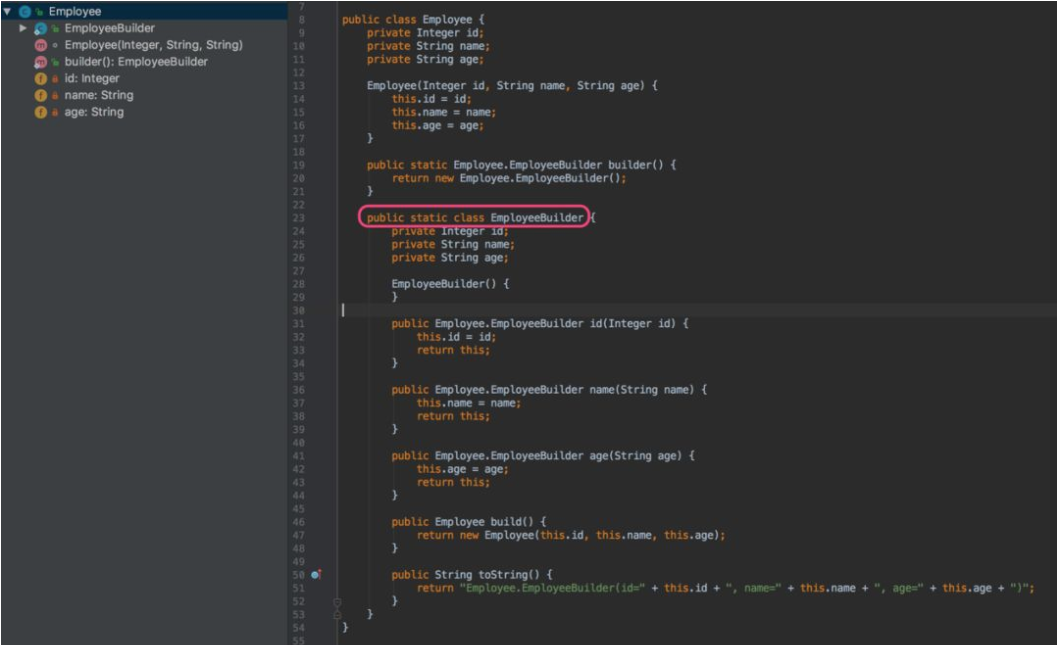 Employee
EmployeeBuilder
Employee(Integer, String, String)
builder(): EmployeeBuilder
id: Integer
name: String
age: String
7
8 public class Employee {
9 private Integer id;
10 private String name;
11 private String age;
12
13 Employee(Integer id, String name, String age) {
14 this.id = id;
15 this.name = name;
16 this.age = age;
17 }
18
19 public static Employee.EmployeeBuilder builder() {
20 return new Employee.EmployeeBuilder();
21 }
22
23 public static class EmployeeBuilder {
24 private Integer id;
25 private String name;
26 private String age;
27
28 EmployeeBuilder() {
29 }
30
31 public Employee.EmployeeBuilder id(Integer id) {
32 this.id = id;
33 return this;
34 }
35
36 public Employee.EmployeeBuilder name(String name) {
37 this.name = name;
38 return this;
39 }
40
41 public Employee.EmployeeBuilder age(String age) {
42 this.age = age;
43 return this;
44 }
45
46 public Employee build() {
47 return new Employee(this.id, this.name, this.age);
48 }
49
50 public String toString() {
51 return "Employee.EmployeeBuilder(id=" + this.id + ", name=" + this.name + ", age=" + this.age + ")";
52 }
53 }
54 }
55